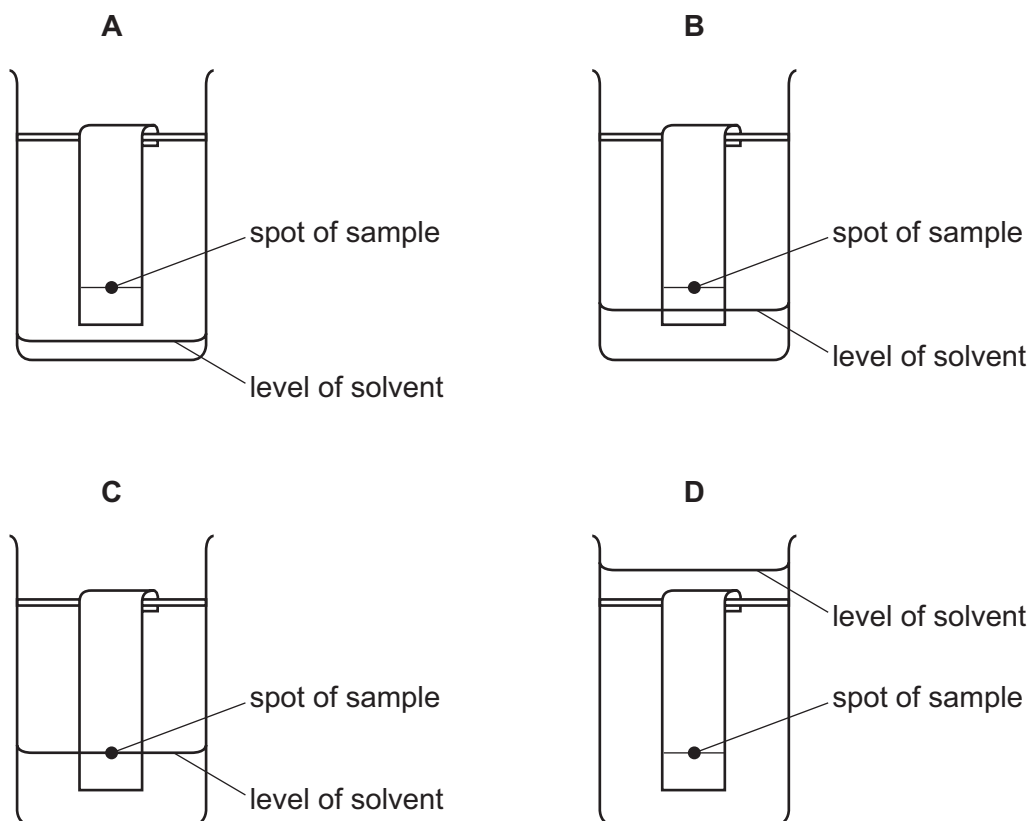 A
B
spot of sample
spot of sample
level of solvent
level of solvent
C
D
level of solvent
spot of sample
spot of sample
level of solvent